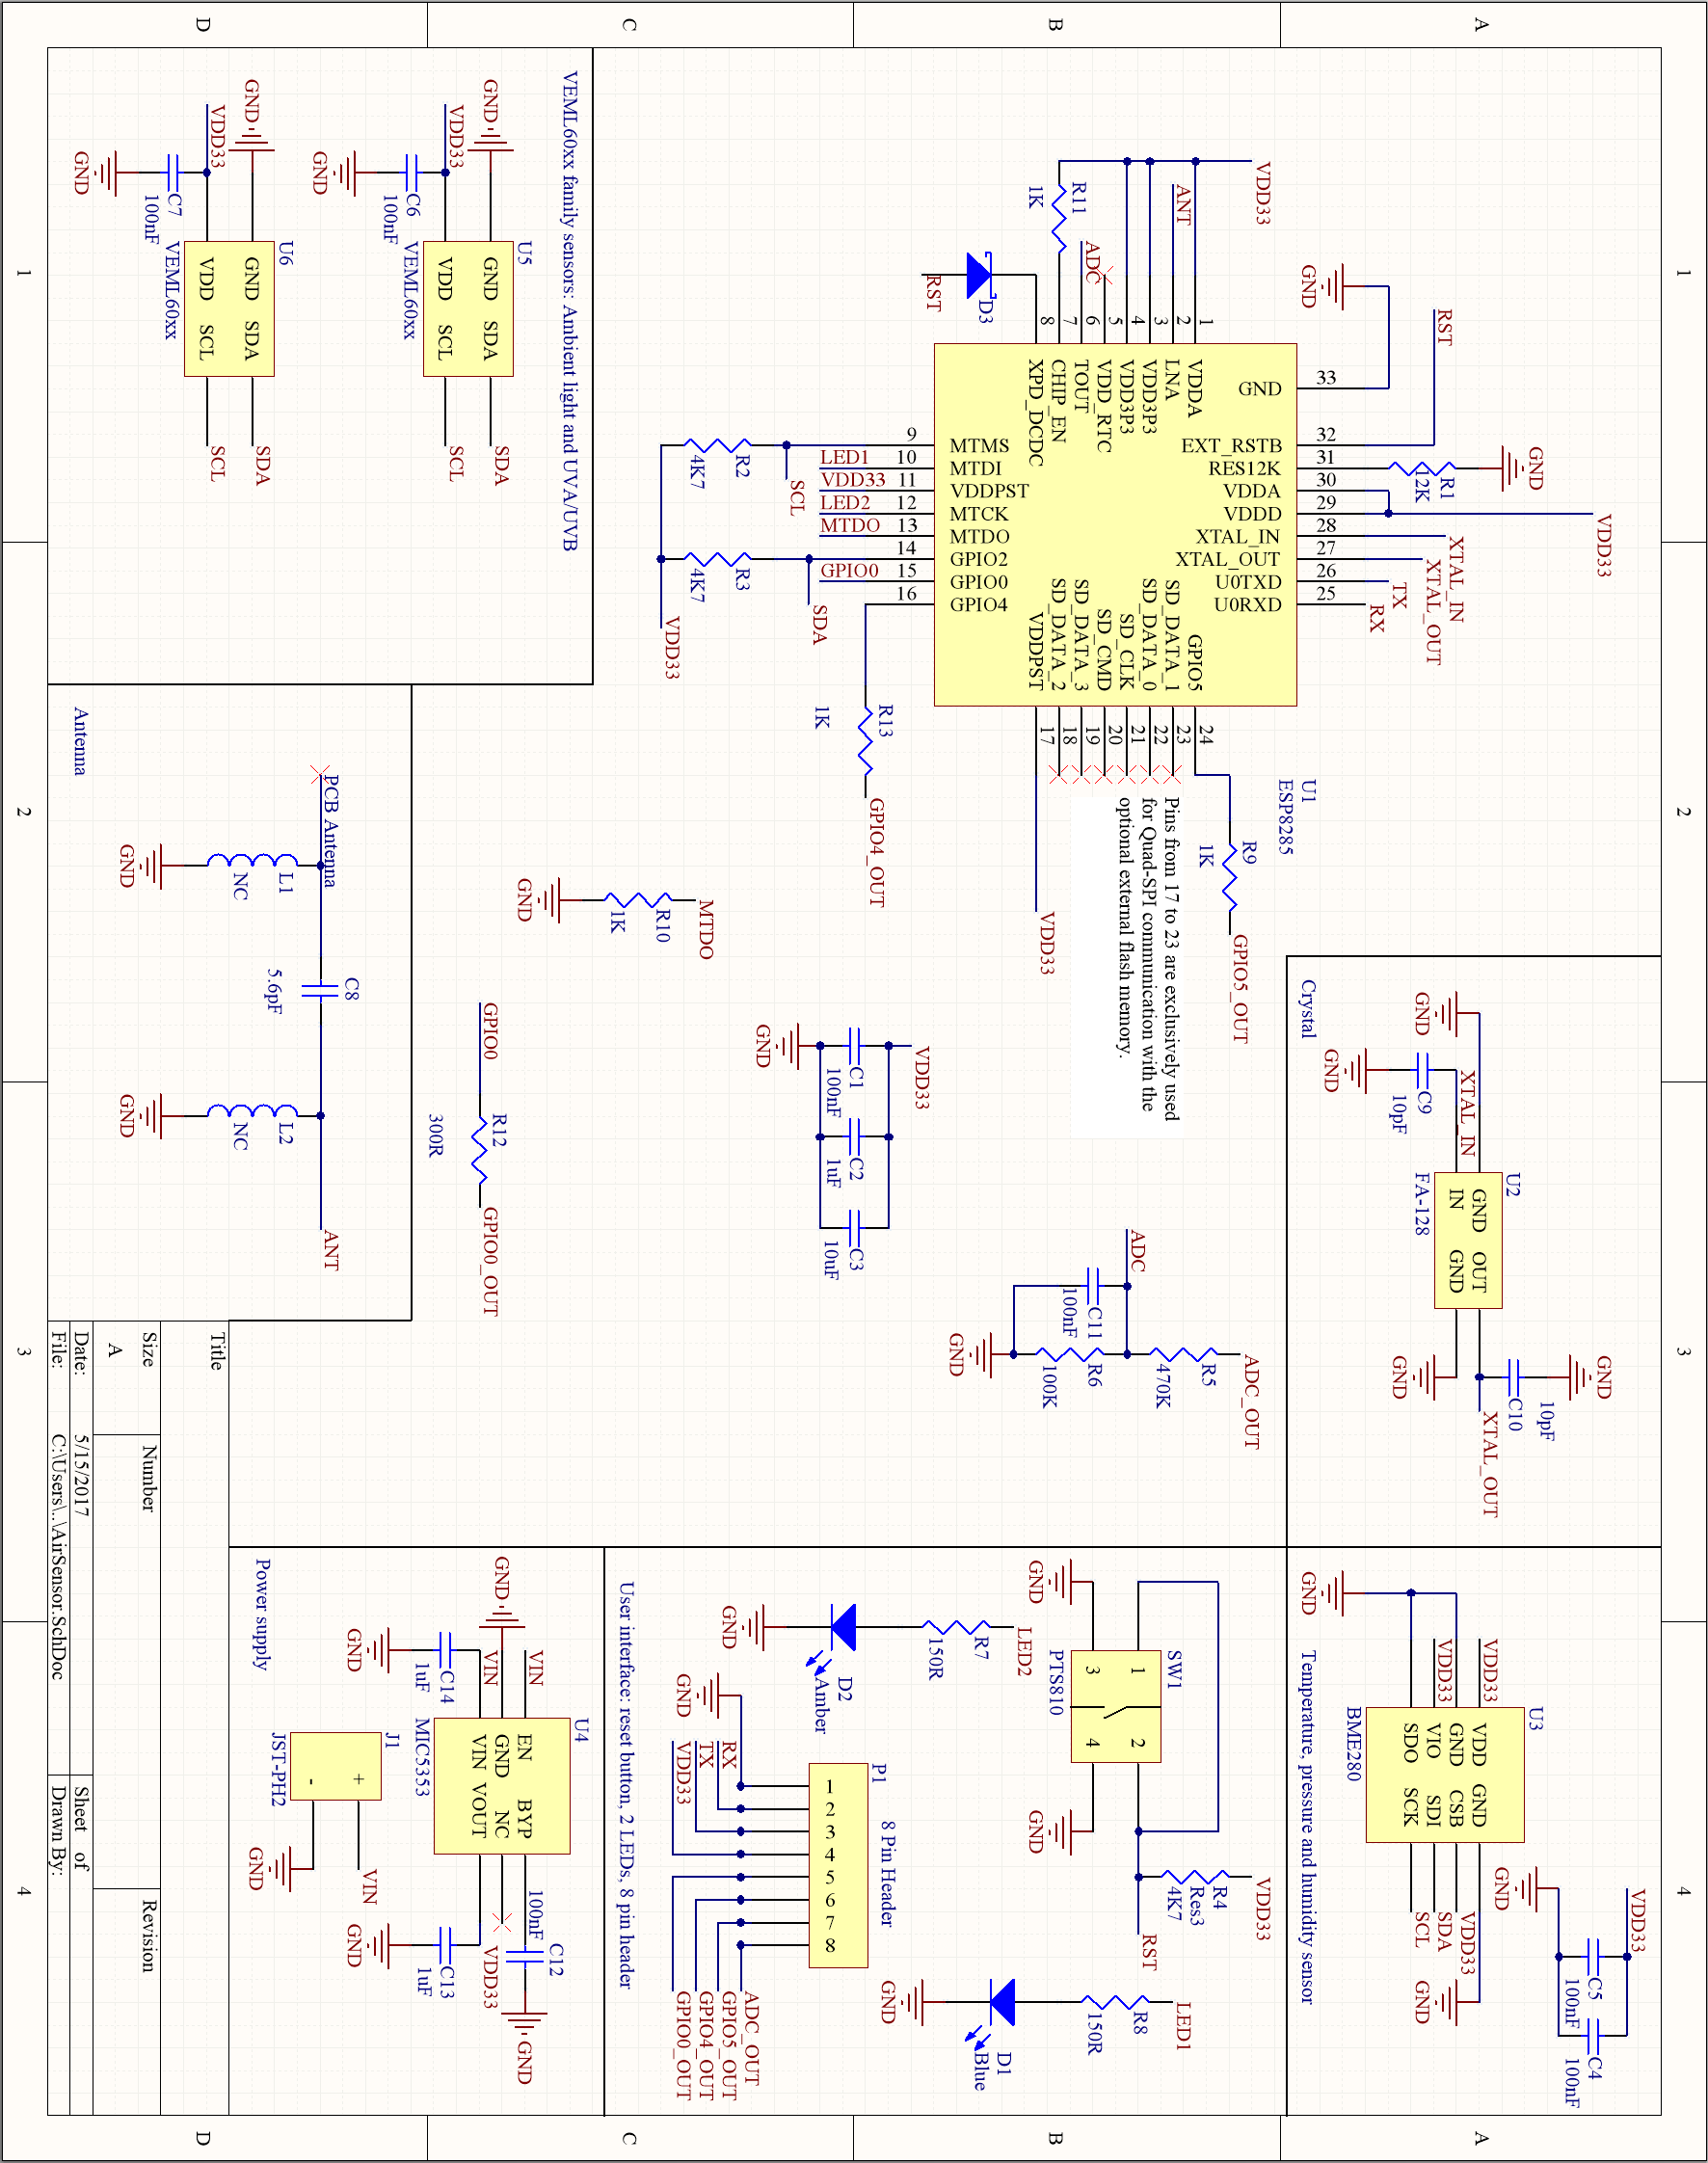 1
2
3
4
A
B
C
D
1
2
3
4
A
B
C
D
VDD33
ANT
R11
1K
ADC
D3
RST
GND
RST
U1
ESP8285
1
2
3
4
5
6
7
8
VDDA
LNA
VDD3P3
VDD3P3
VDD_RTC
TOUT
CHIP_EN
XPD_DCDC
33
GND
32
EXT_RSTB
31
RES12K
30
VDDA
29
VDDD
28
XTAL_IN
27
XTAL_OUT
26
U0TXD
25
U0RXD
GND
R1
12K
VDD33
XTAL_IN
XTAL_OUT
TX
RX
9
MTMS
10
MTDI
11
VDDPST
12
MTCK
13
MTDO
14
GPIO2
15
GPIO0
16
GPIO4
LED1
VDD33
LED2
MTDO
GPIO0
SCL
SDA
R2
4K7
R3
4K7
VDD33
GPIO5
SD_DATA_1
SD_DATA_0
SD_CLK
SD_CMD
SD_DATA_3
SD_DATA_2
VDDPST
24
23
22
21
20
19
18
17
R9
1K
GPIO5_OUT
VDD33
R13
1K
GPIO4_OUT
Pins from 17 to 23 are exclusively used
for Quad-SPI communication with the
optional external flash memory.
MTDO
R10
1K
GND
GPIO0
R12
300R
GPIO0_OUT
VDD33
GND
C1
100nF
C2
1uF
C3
10uF
ADC
C11
100nF
R6
100K
R5
470K
ADC_OUT
GND
Crystal
GND
GND
C9
10pF
XTAL_IN
U2
FA-128
GND
OUT
IN
GND
GND
GND
C10
10pF
XTAL_OUT
Temperature, pressure and humidity sensor
GND
VDD33
VDD33
U3
BME280
VDD
GND
GND
CSB
VIO
SDI
SDO
SCK
VDD33
SDA
SCL
GND
GND
VDD33
C5
100nF
C4
100nF
User interface: reset button, 2 LEDs, 8 pin header
GND
SW1
PTS810
1
2
3
4
GND
VDD33
R4
Res3
4K7
RST
LED2
R7
150R
D2
Amber
GND
LED1
R8
150R
D1
Blue
GND
P1
8 Pin Header
1
2
3
4
5
6
7
8
GND
RX
TX
VDD33
ADC_OUT
GPIO5_OUT
GPIO4_OUT
GPIO0_OUT
Power supply
GND
VIN
VIN
C14
1uF
GND
U4
MIC5353
EN
BYP
GND
NC
VIN
VOUT
100nF
C12
GND
VDD33
C13
1uF
GND
J1
JST-PH2
+
-
VIN
GND
VEML60xx family sensors: Ambient light and UVA/UVB
GND
VDD33
GND
C6
100nF
U5
VEML60xx
GND
SDA
VDD
SCL
SDA
SCL
GND
VDD33
GND
C7
100nF
U6
VEML60xx
GND
SDA
VDD
SCL
SDA
SCL
Antenna
PCB Antenna
L1
NC
GND
C8
5.6pF
L2
NC
GND
ANT
Title
Size
A
Number
Revision
Date:
5/15/2017
Sheet of
File:
C:\Users\..\AirSensor.SchDoc
Drawn By: